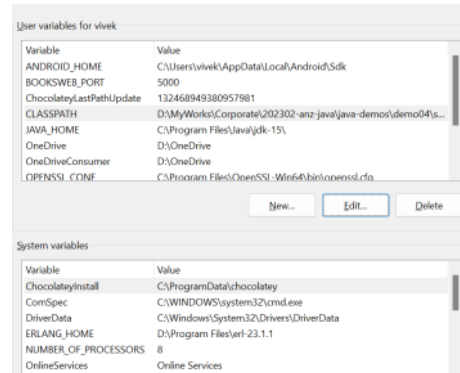 User variables for vivek
Variable Value
ANDROID_HOME C:\Users\vivek\AppData\Local\Android\Sdk
BOOKSWEB_PORT 5000
ChocolateyLastPathUpdate 132468949380957981
CLASSPATH D:\MyWorks\Corporate\202302-anz-java\java-demos\demo04\s...
JAVA_HOME C:\Program Files\Java\jdk-15\
OneDrive D:\OneDrive
OneDriveConsumer D:\OneDrive
OPENSSL_CONF C:\Program Files\OpenSSL-Win64\bin\openssl.cfg
New... Edit... Delete
System variables
Variable Value
ChocolateyInstall C:\ProgramData\chocolatey
ComSpec C:\WINDOWS\system32\cmd.exe
DriverData C:\Windows\System32\Drivers\DriverData
ERLANG_HOME D:\Program Files\erl-23.1.1
NUMBER_OF_PROCESSORS 8
OnlineServices Online Services